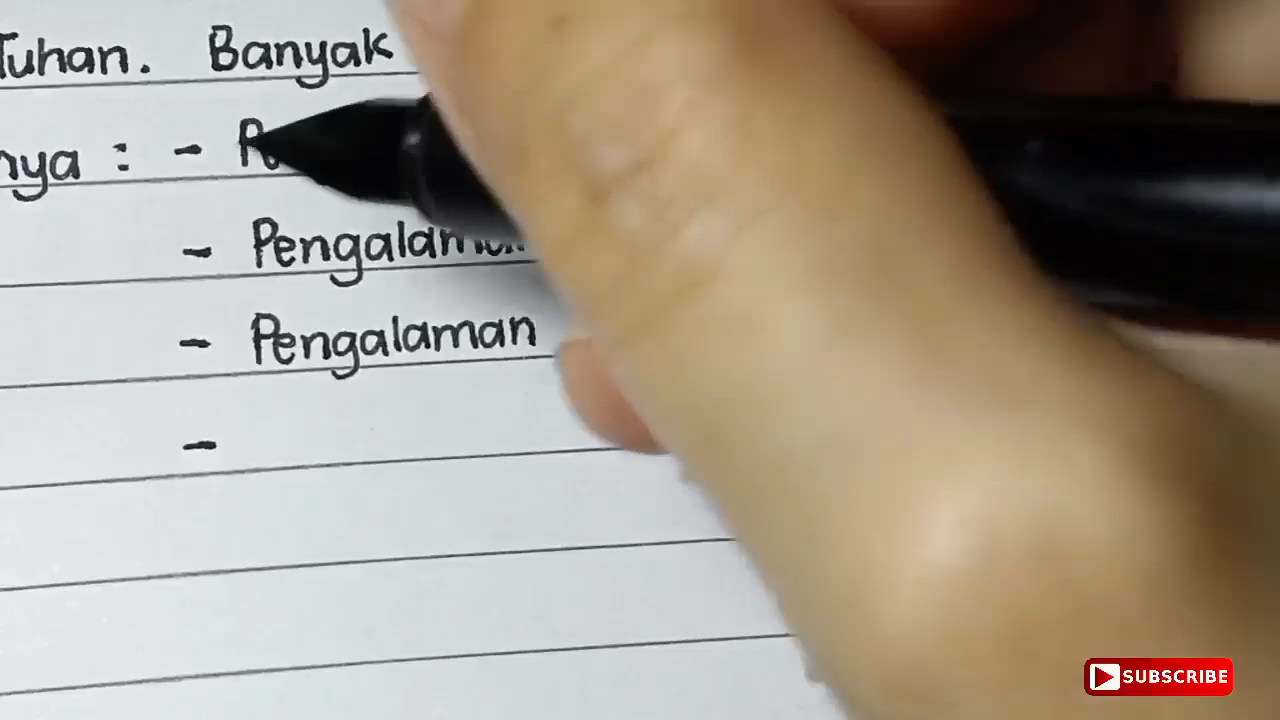 Tuhan. Banyak
nya : -
- Pengalaman
- Pengalaman
-
SUBSCRIBE